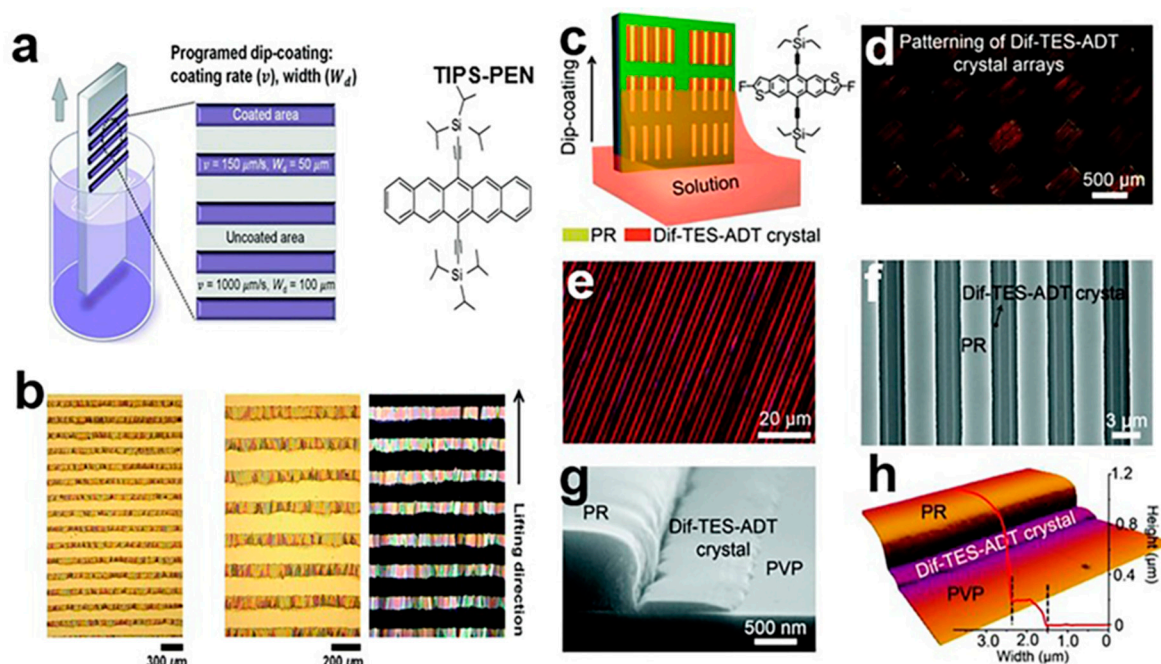 a
Programed dip-coating:
coating rate (v), width (Wd)
Coated area
v = 150 μm/s, Wd = 50 μm
Uncoated area
v = 1000 μm/s, Wd = 100 μm
TIPS-PEN
Si
Si
b
300 μm
200 μm
Lifting direction
c
Dip-coating
Solution
PR
Dif-TES-ADT crystal
Si
F
S
S
F
Si
d
Patterning of Dif-TES-ADT
crystal arrays
500 μm
e
20 μm
f
Dif-TES-ADT crystal
PR
3 μm
g
PR
Dif-TES-ADT
crystal
PVP
500 nm
h
PR
Dif-TES-ADT crystal
PVP
1.2
0.8
0.4
0
Height (μm)
3.0 2.0 1.0 0
Width (μm)